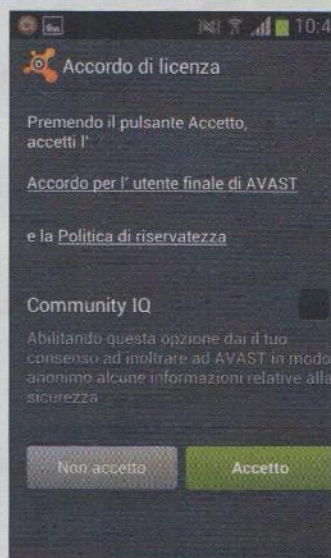 10:4
Accordo di licenza
Premendo il pulsante Accetto,
accetti l'
Accordo per l' utente finale di AVAST
e la Politica di riservatezza
Community IQ
Abilitando questa opzione dai il tuo
consenso ad inoltrare ad AVAST in modo
anonimo alcune informazioni relative alla
sicurezza
Non accetto Accetto